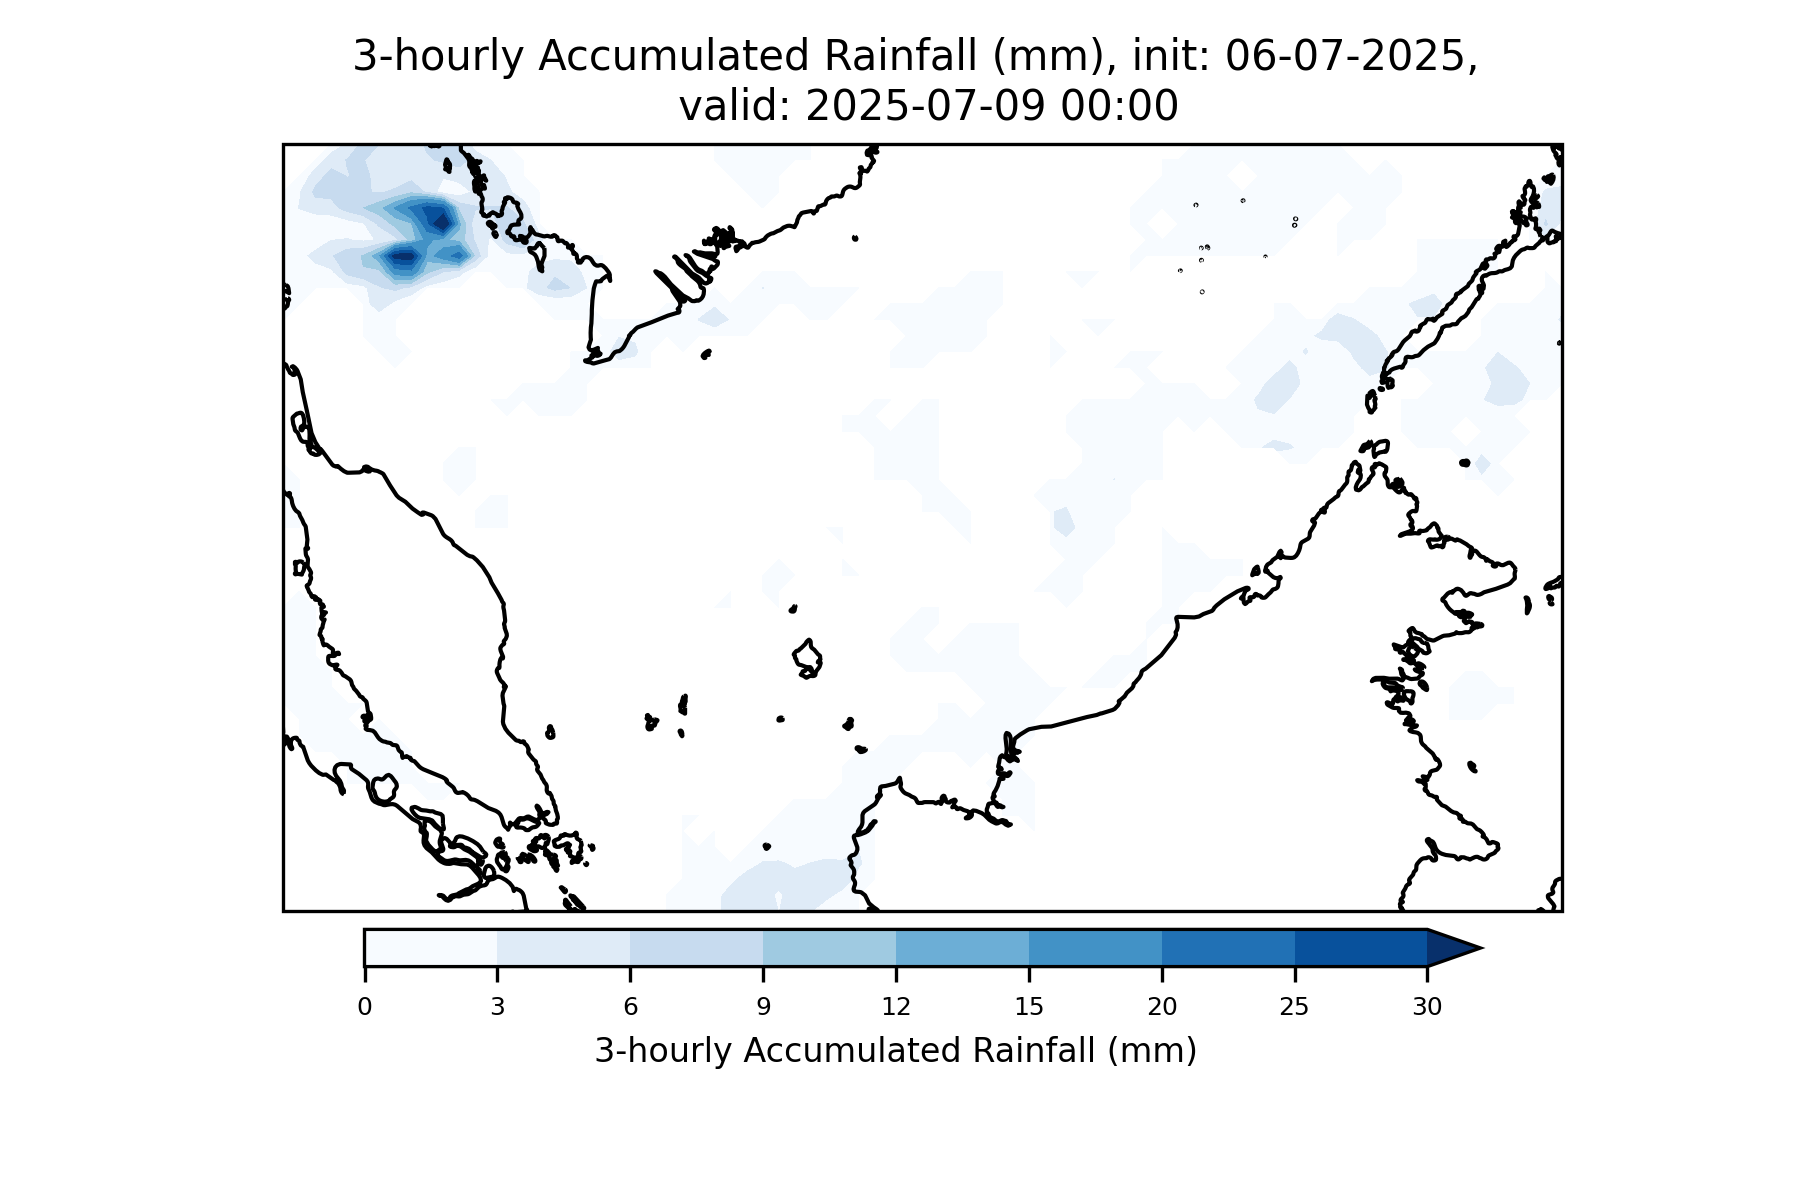 3-hourly Accumulated Rainfall (mm), init: 06-07-2025,
valid: 2025-07-09 00:00
0 3 6 9 12 15 20 25 30
3-hourly Accumulated Rainfall (mm)